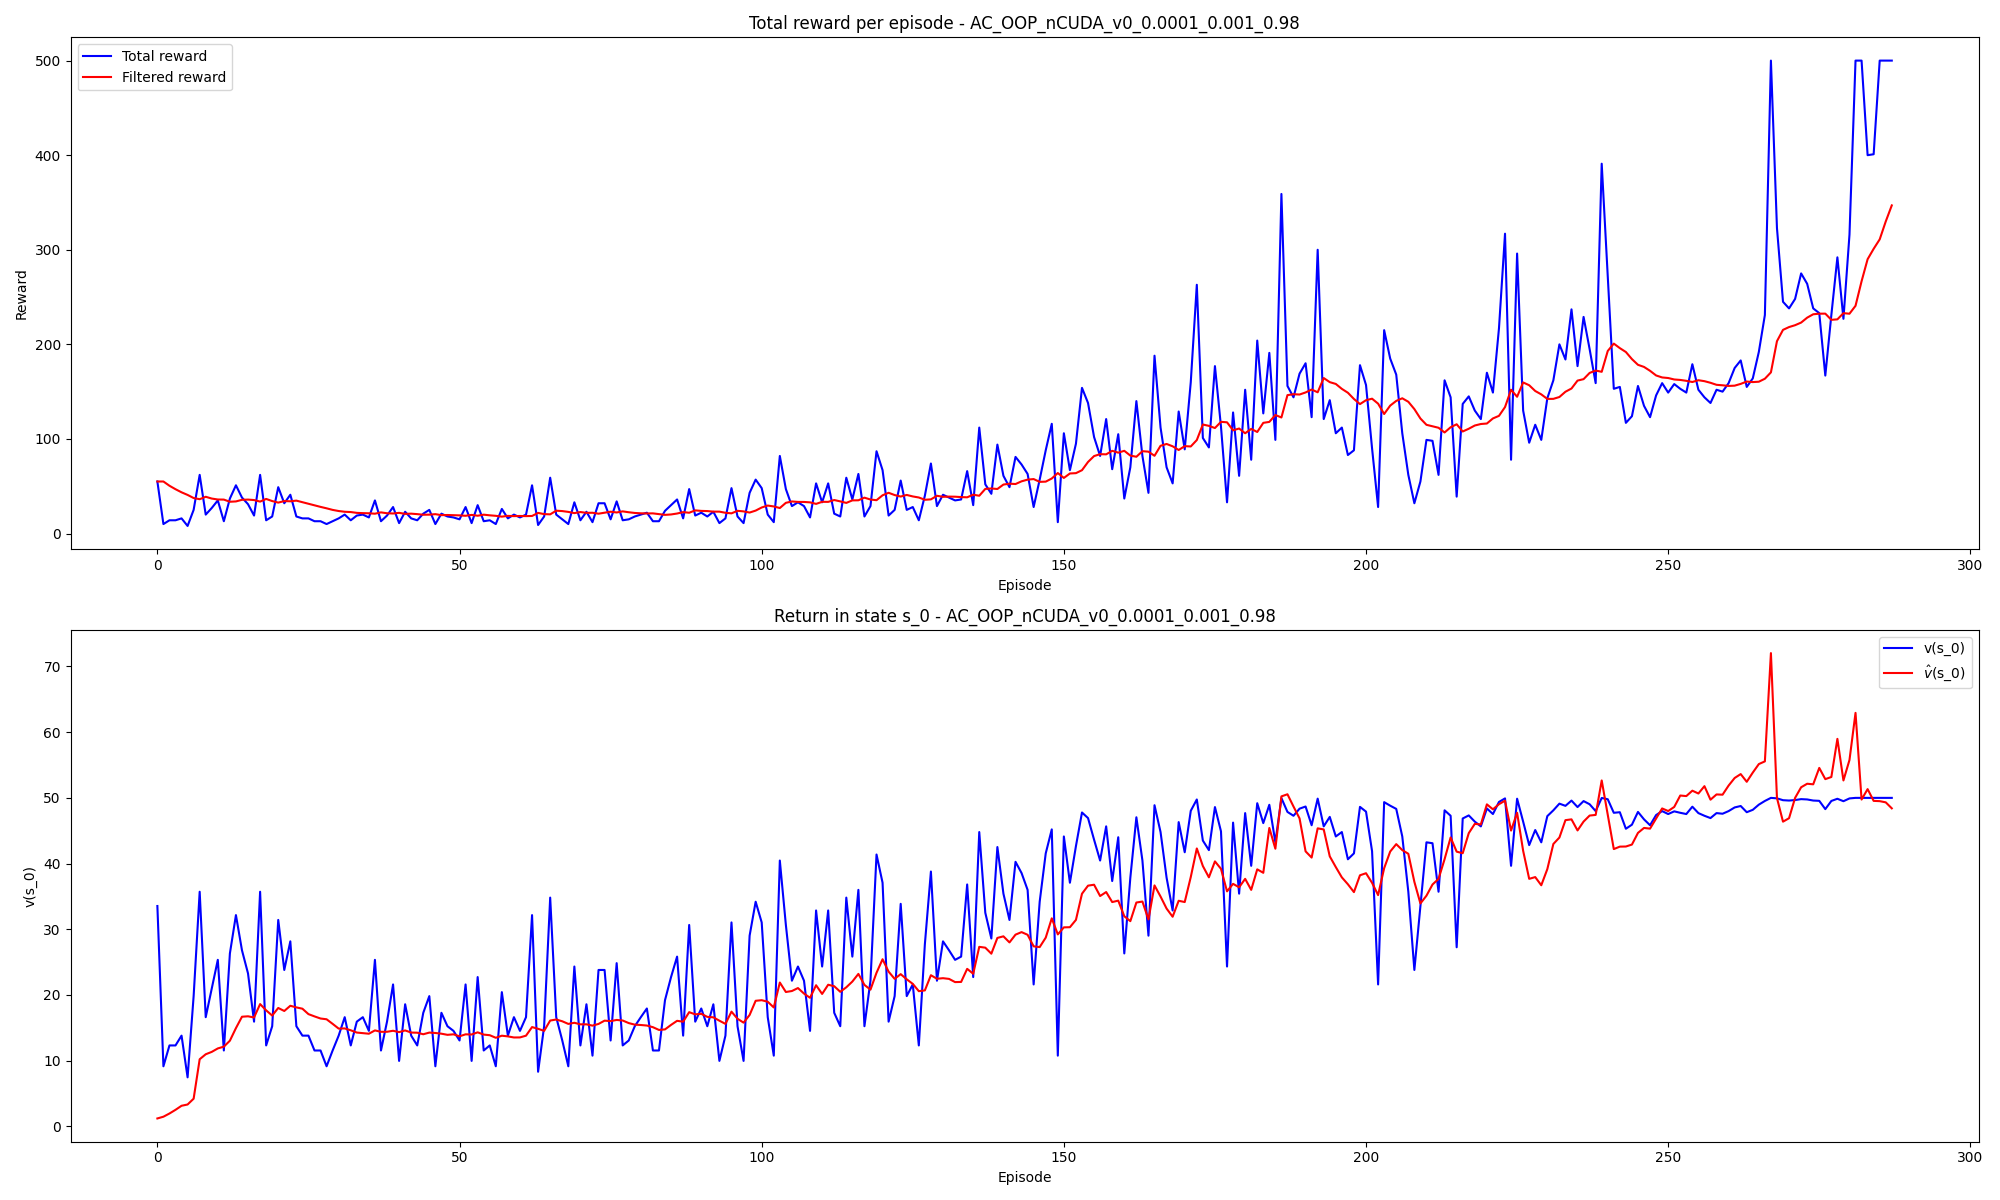 Total reward per episode - AC_OOP_nCUDA_v0_0.0001_0.001_0.98
Total reward
Filtered reward
500
400
300
200
100
0
Reward
0 50 100 150 200 250 300
Episode
Return in state s_0 - AC_OOP_nCUDA_v0_0.0001_0.001_0.98
v(s_0)
v̂(s_0)
70
60
50
40
30
20
10
0
v(s_0)
0 50 100 150 200 250 300
Episode